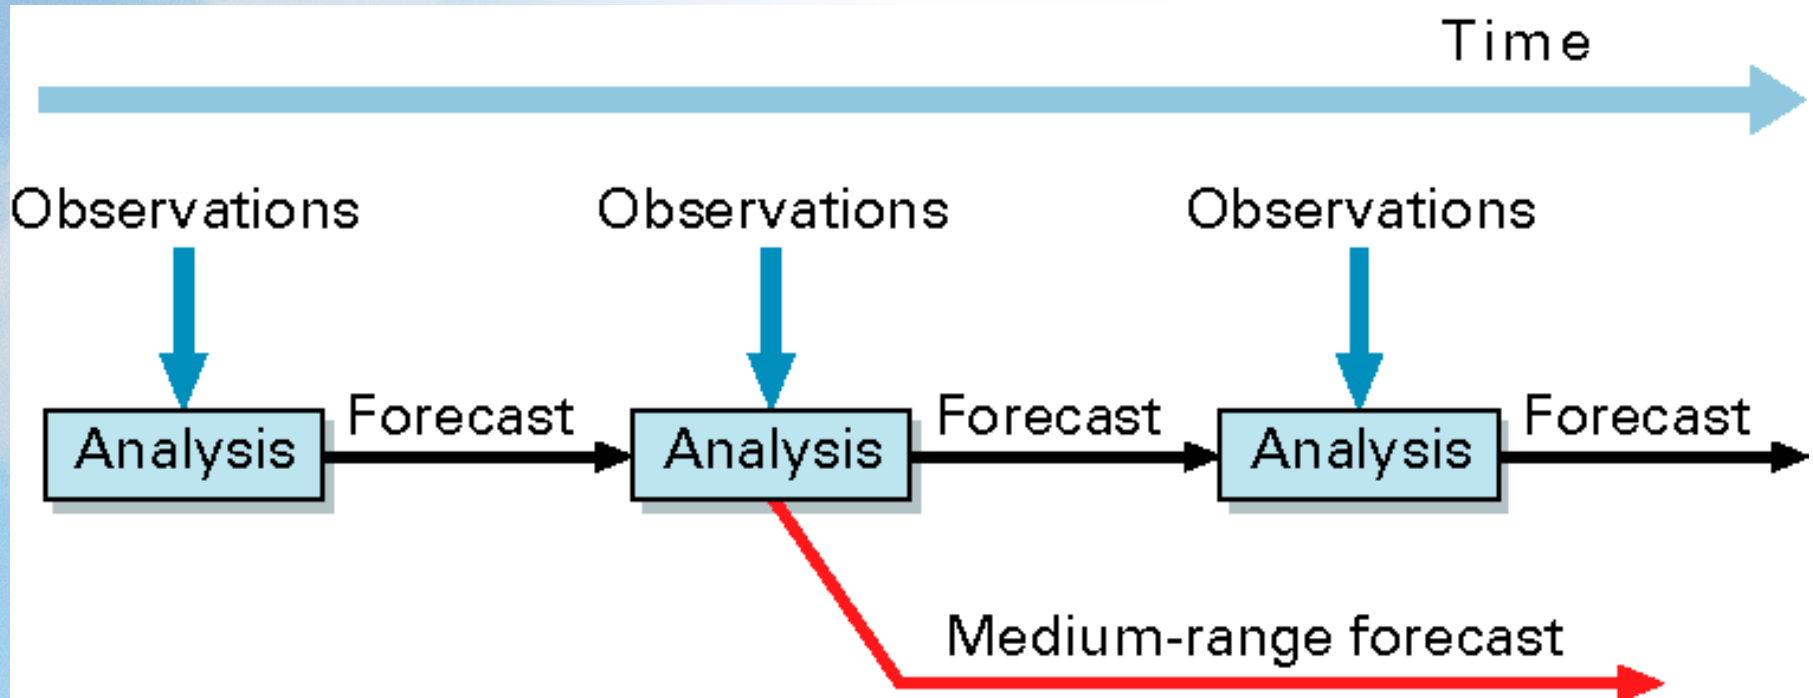 Time
Observations Observations Observations
Forecast Forecast Forecast
Analysis Analysis Analysis
Medium-range forecast